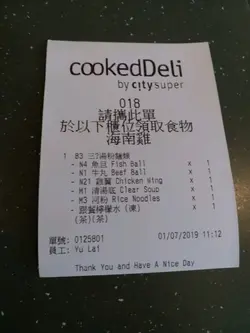 cookedDeli
by citysuper
018
請攜此單
於以下櫃位領取食物
海南雞
1 B3 三?湯粉麵類
- N4 魚旦 Fish Ball x 1
- N1 牛丸 Beef Ball x 1
- N21 雞翼 Chicken Wing x 1
- M1 清湯底 Clear Soup x 1
- M3 河粉 Rice Noodles x 1
- 跟餐檸檬水 (凍) x 1
(茶)(茶)
單號: 0125801 01/07/2019 11:12
員工: Yu Lai
Thank You and Have A Nice Day